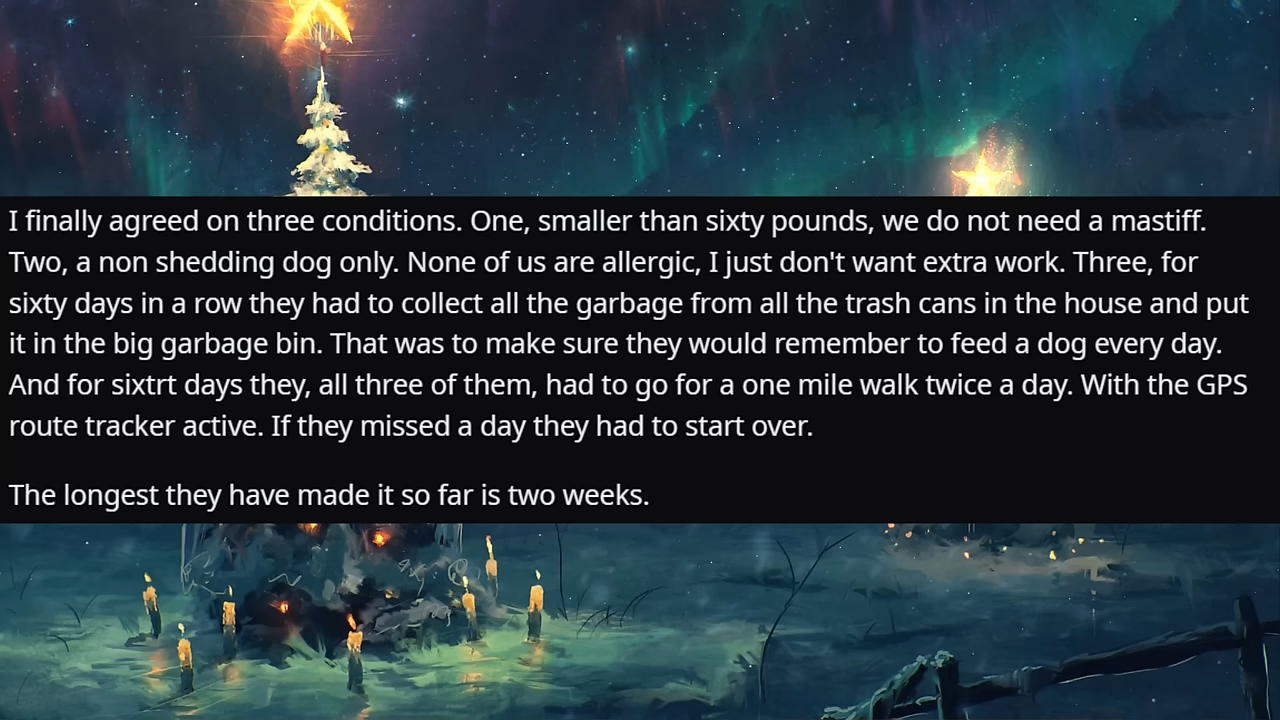 I finally agreed on three conditions. One, smaller than sixty pounds, we do not need a mastiff.
Two, a non shedding dog only. None of us are allergic, I just don't want extra work. Three, for
sixty days in a row they had to collect all the garbage from all the trash cans in the house and put
it in the big garbage bin. That was to make sure they would remember to feed a dog every day.
And for sixtrt days they, all three of them, had to go for a one mile walk twice a day. With the GPS
route tracker active. If they missed a day they had to start over.
The longest they have made it so far is two weeks.